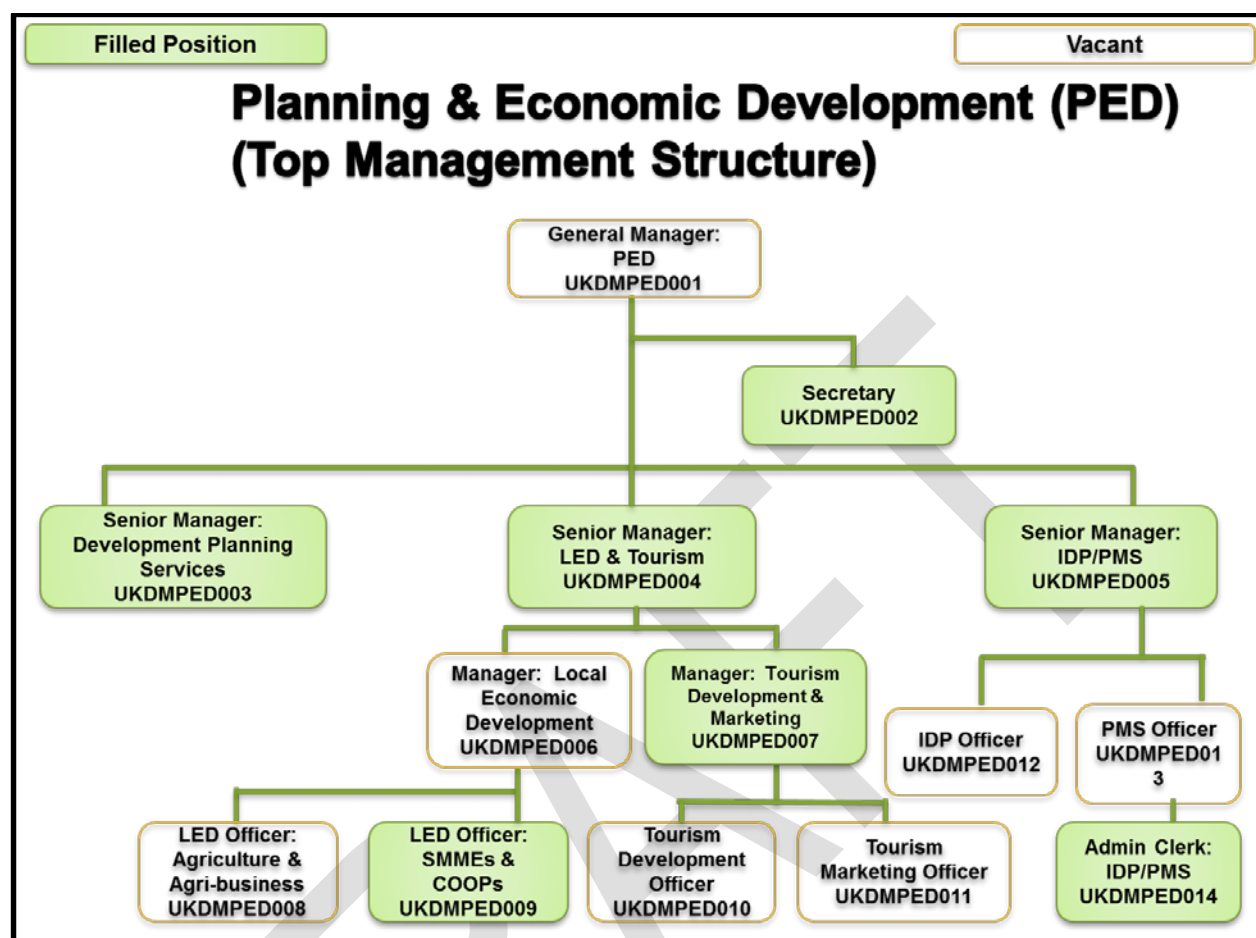 Filled Position
Vacant
Planning & Economic Development (PED)
(Top Management Structure)
General Manager:
PED
UKDMPED001
Secretary
UKDMPED002
Senior Manager:
Development Planning
Services
UKDMPED003
Senior Manager:
LED & Tourism
UKDMPED004
Senior Manager:
IDP/PMS
UKDMPED005
Manager: Local
Economic
Development
UKDMPED006
Manager: Tourism
Development &
Marketing
UKDMPED007
IDP Officer
UKDMPED012
PMS Officer
UKDMPED01
3
LED Officer:
Agriculture &
Agri-business
UKDMPED008
LED Officer:
SMMEs &
COOPs
UKDMPED009
Tourism
Development
Officer
UKDMPED010
Tourism
Marketing Officer
UKDMPED011
Admin Clerk:
IDP/PMS
UKDMPED014